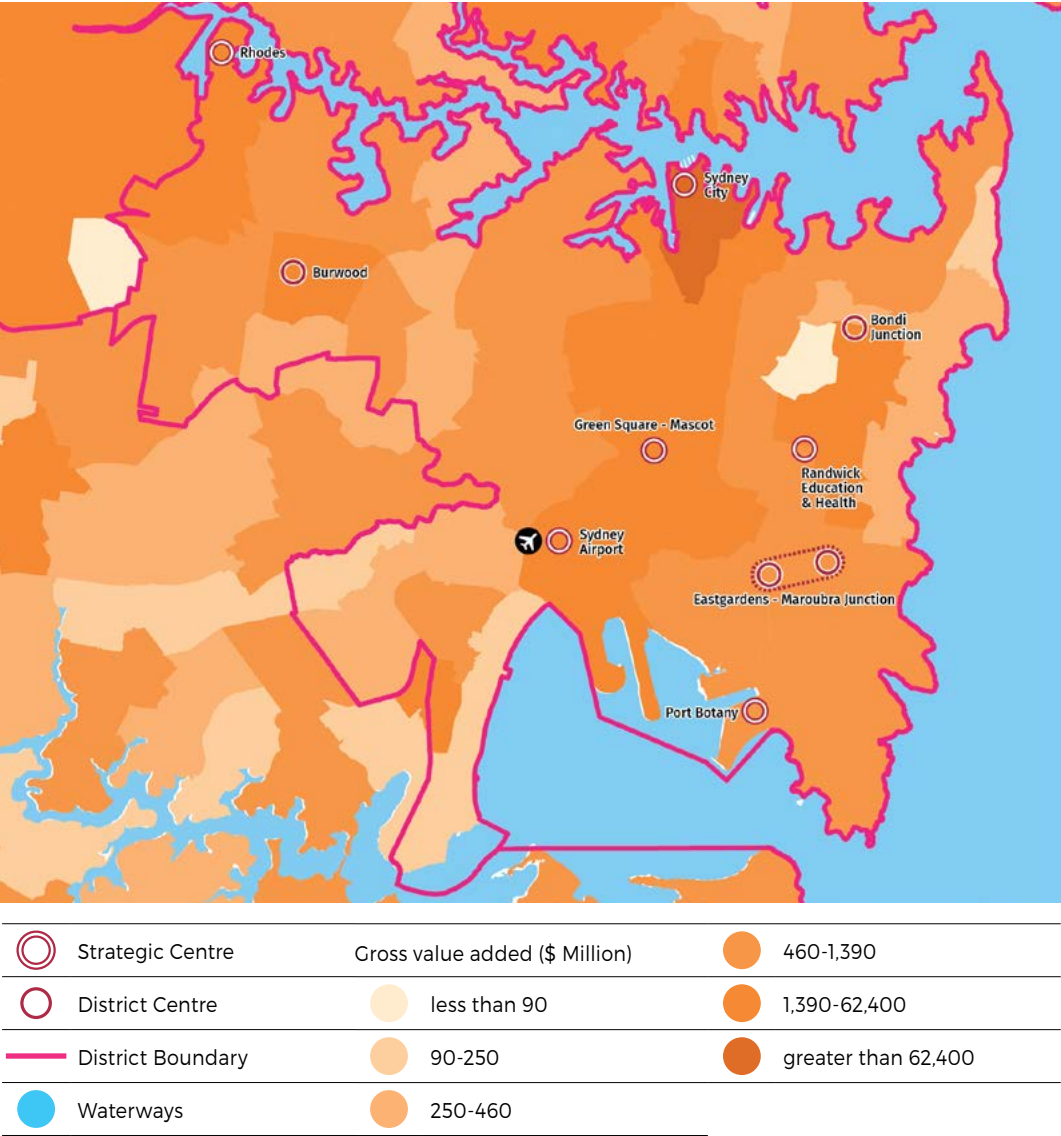 Rhodes
Sydney
City
Burwood
Bondi
Junction
Green Square - Mascot
Randwick
Education
& Health
Sydney
Airport
Eastgardens - Maroubra Junction
Port Botany
Strategic Centre
District Centre
District Boundary
Waterways
Gross value added ($ Million)
less than 90
90-250
250-460
460-1,390
1,390-62,400
greater than 62,400